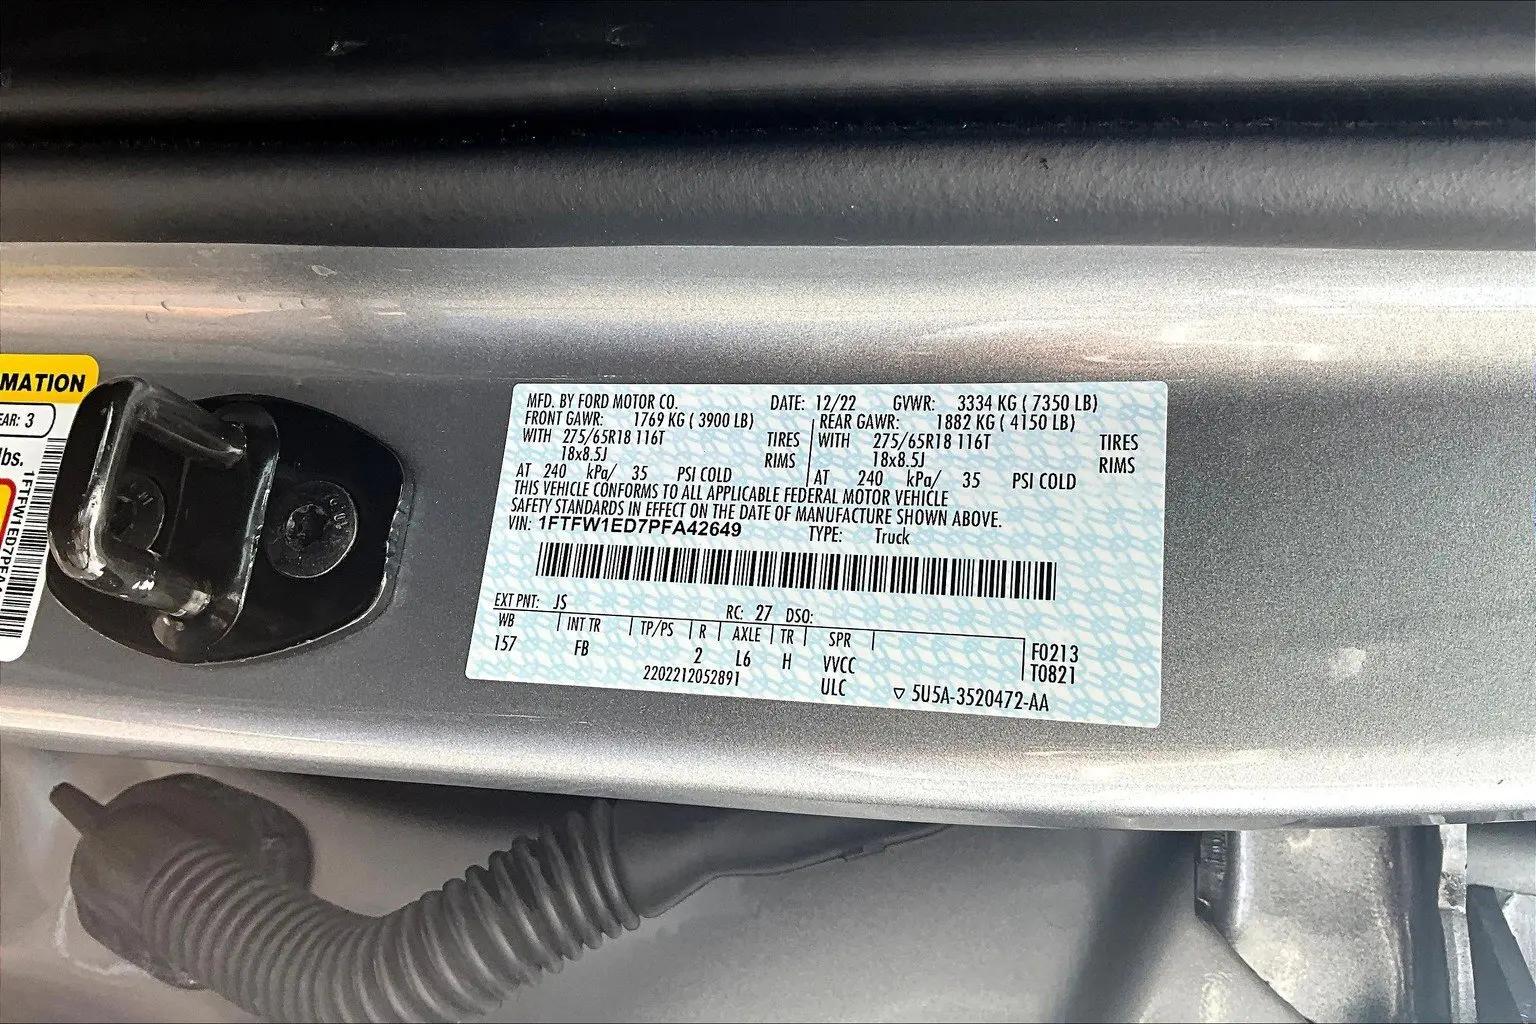 MATION
EAR: 3
lbs.
1FTFW1ED7PFA
MFD. BY FORD MOTOR CO. DATE: 12/22 GVWR: 3334 KG ( 7350 LB)
FRONT GAWR: 1769 KG ( 3900 LB) REAR GAWR: 1882 KG ( 4150 LB)
WITH 275/65R18 116T TIRES WITH 275/65R18 116T TIRES
18x8.5J RIMS 18x8.5J RIMS
AT 240 kPa/ 35 PSI COLD AT 240 kPa/ 35 PSI COLD
THIS VEHICLE CONFORMS TO ALL APPLICABLE FEDERAL MOTOR VEHICLE
SAFETY STANDARDS IN EFFECT ON THE DATE OF MANUFACTURE SHOWN ABOVE.
VIN: 1FTFW1ED7PFA42649 TYPE: Truck
EXT PNT: JS RC: 27 DSO:
WB INT TR TP/PS R AXLE TR SPR F0213
157 FB 2 L6 H VVCC T0821
2202212052891 ULC ▽ 5U5A-3520472-AA